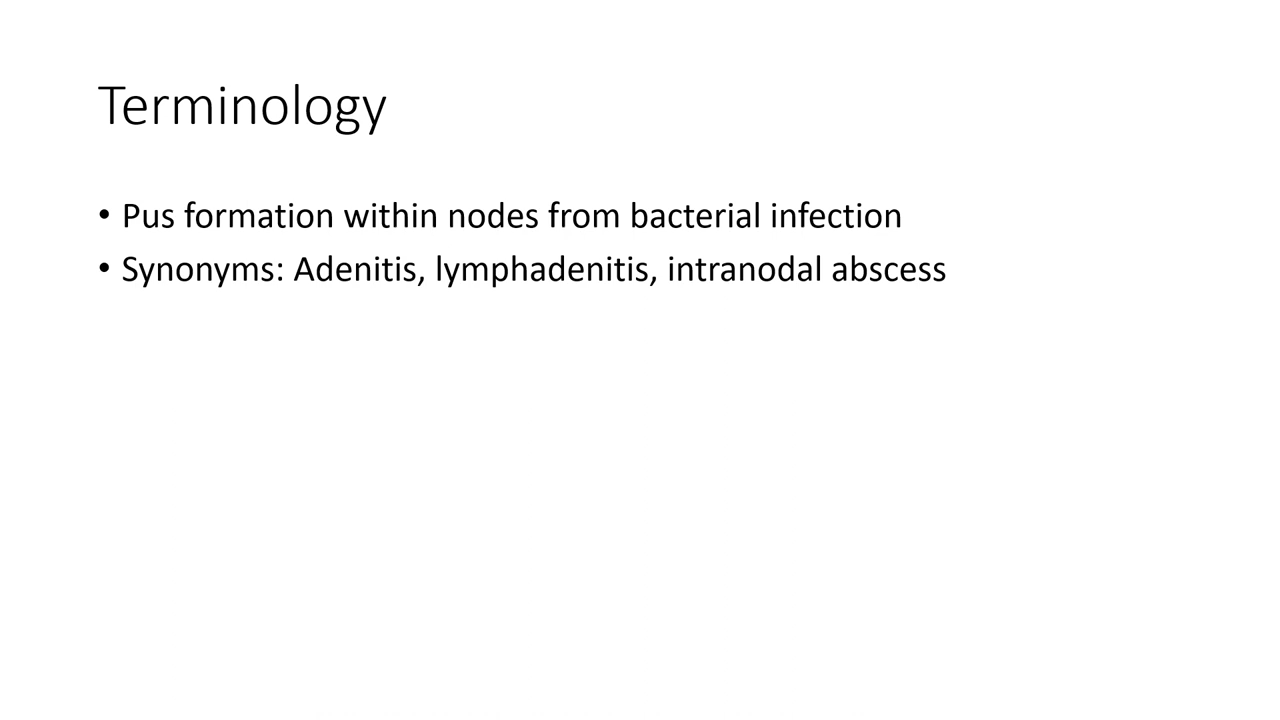 Terminology
• Pus formation within nodes from bacterial infection
• Synonyms: Adenitis, lymphadenitis, intranodal abscess